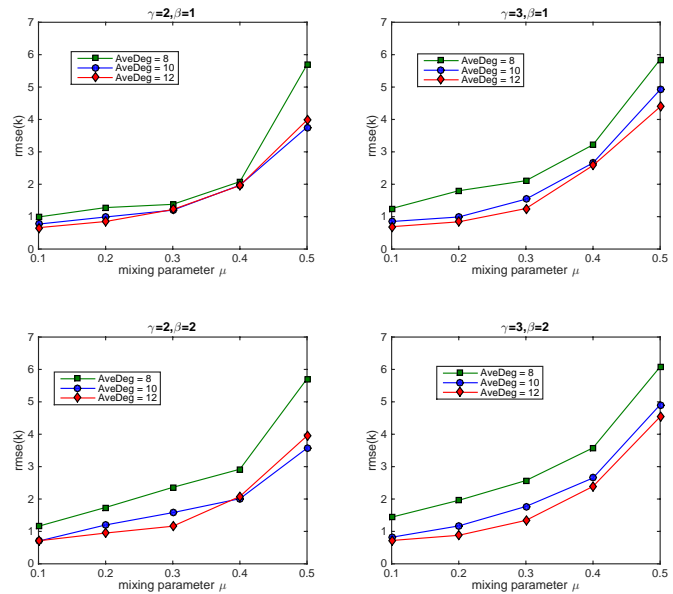 γ=2,β=1
7
6
5
4
3
2
1
0
rmse(k)
AveDeg = 8
AveDeg = 10
AveDeg = 12
0.1 0.2 0.3 0.4 0.5
mixing parameter μ
γ=3,β=1
7
6
5
4
3
2
1
0
rmse(k)
AveDeg = 8
AveDeg = 10
AveDeg = 12
0.1 0.2 0.3 0.4 0.5
mixing parameter μ
γ=2,β=2
7
6
5
4
3
2
1
0
rmse(k)
AveDeg = 8
AveDeg = 10
AveDeg = 12
0.1 0.2 0.3 0.4 0.5
mixing parameter μ
γ=3,β=2
7
6
5
4
3
2
1
0
rmse(k)
AveDeg = 8
AveDeg = 10
AveDeg = 12
0.1 0.2 0.3 0.4 0.5
mixing parameter μ